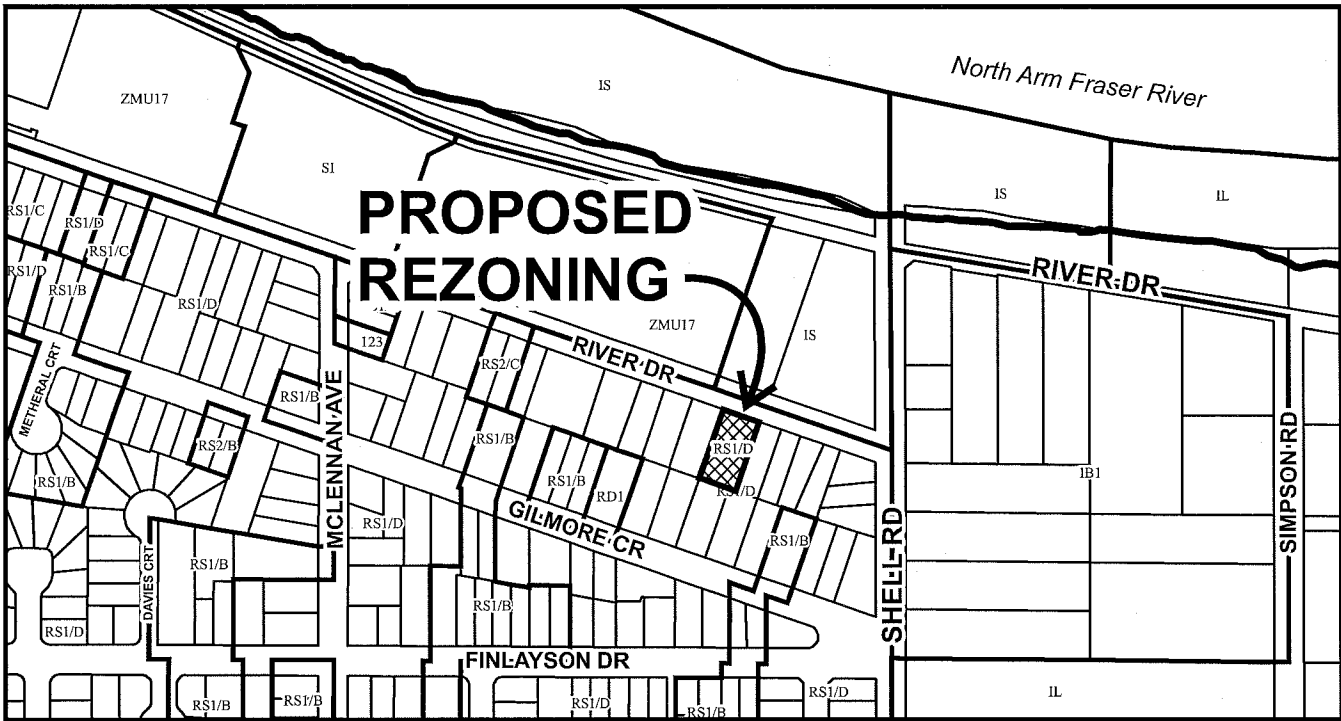 North Arm Fraser River
IS
ZMU17
SI
IS
IL
PROPOSED
REZONING
RS1/C
RS1/D
RS1/C
RS1/D
RS1/B
RS1/D
RIVER DR
ZMU17
IS
RIVER DR
123
RS2/C
METHERAL CRT
RS1/B
MCLENNAN AVE
RS2/B
RS1/B
RS1/D
RS1/D
RS1/B
RS1/B
RD1
IB1
SIMPSON RD
GILMORE CR
RS1/D
RS1/B
SHELL RD
DAVIES CRT
RS1/B
RS1/B
RS1/D
FINLAYSON DR
RS1/B
RS1/B
RS1/D
RS1/B
RS1/D
IL